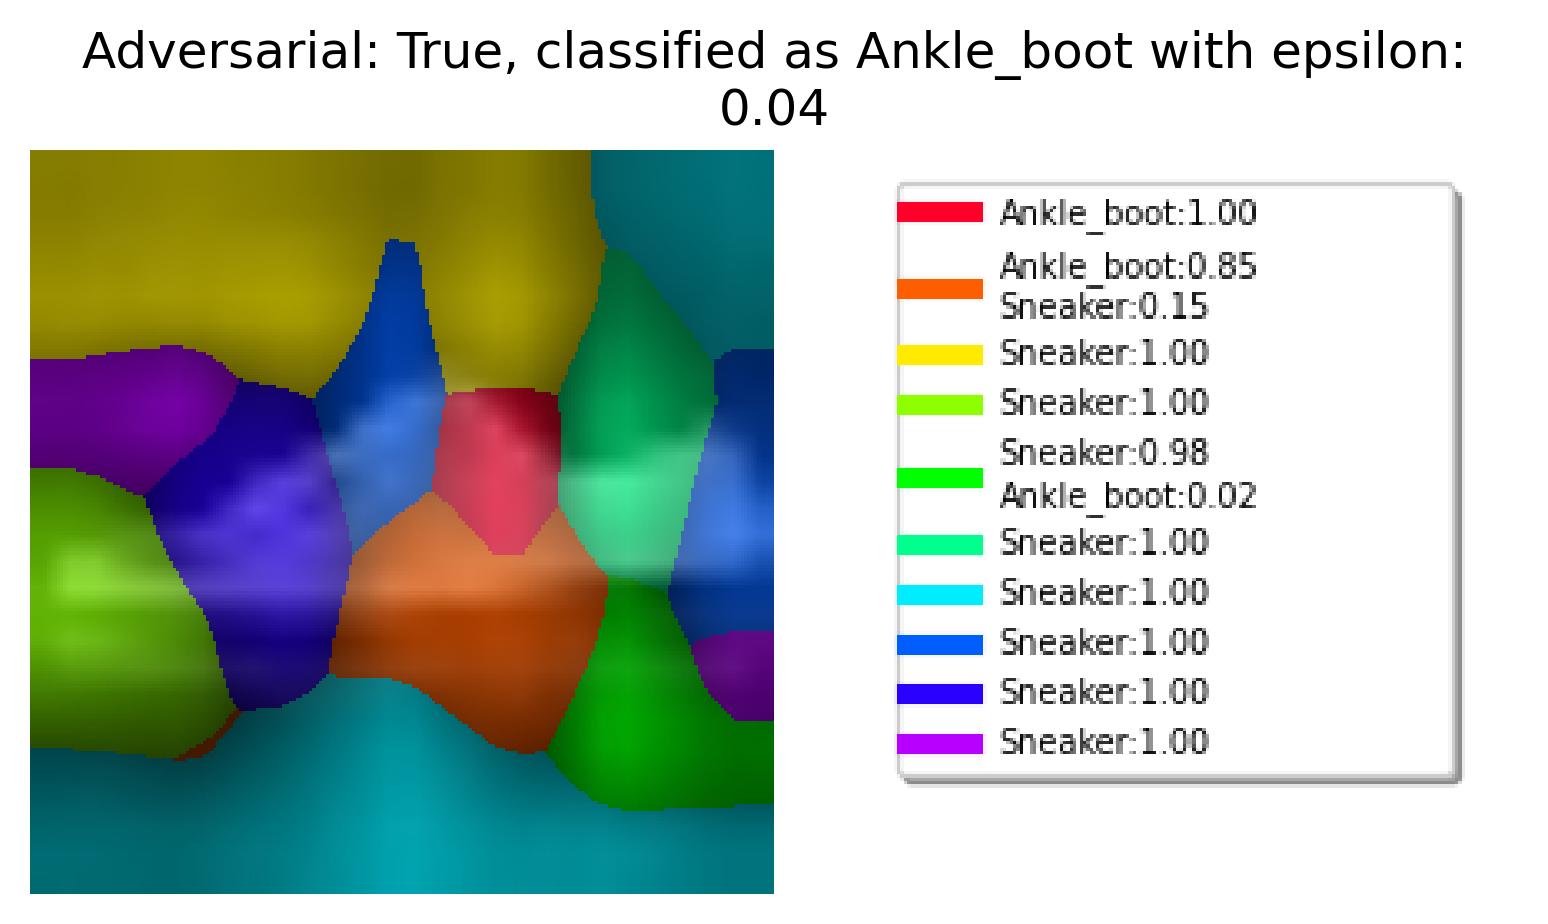 Adversarial: True, classified as Ankle_boot with epsilon:
0.04
Ankle_boot:1.00
Ankle_boot:0.85
Sneaker:0.15
Sneaker:1.00
Sneaker:1.00
Sneaker:0.98
Ankle_boot:0.02
Sneaker:1.00
Sneaker:1.00
Sneaker:1.00
Sneaker:1.00
Sneaker:1.00